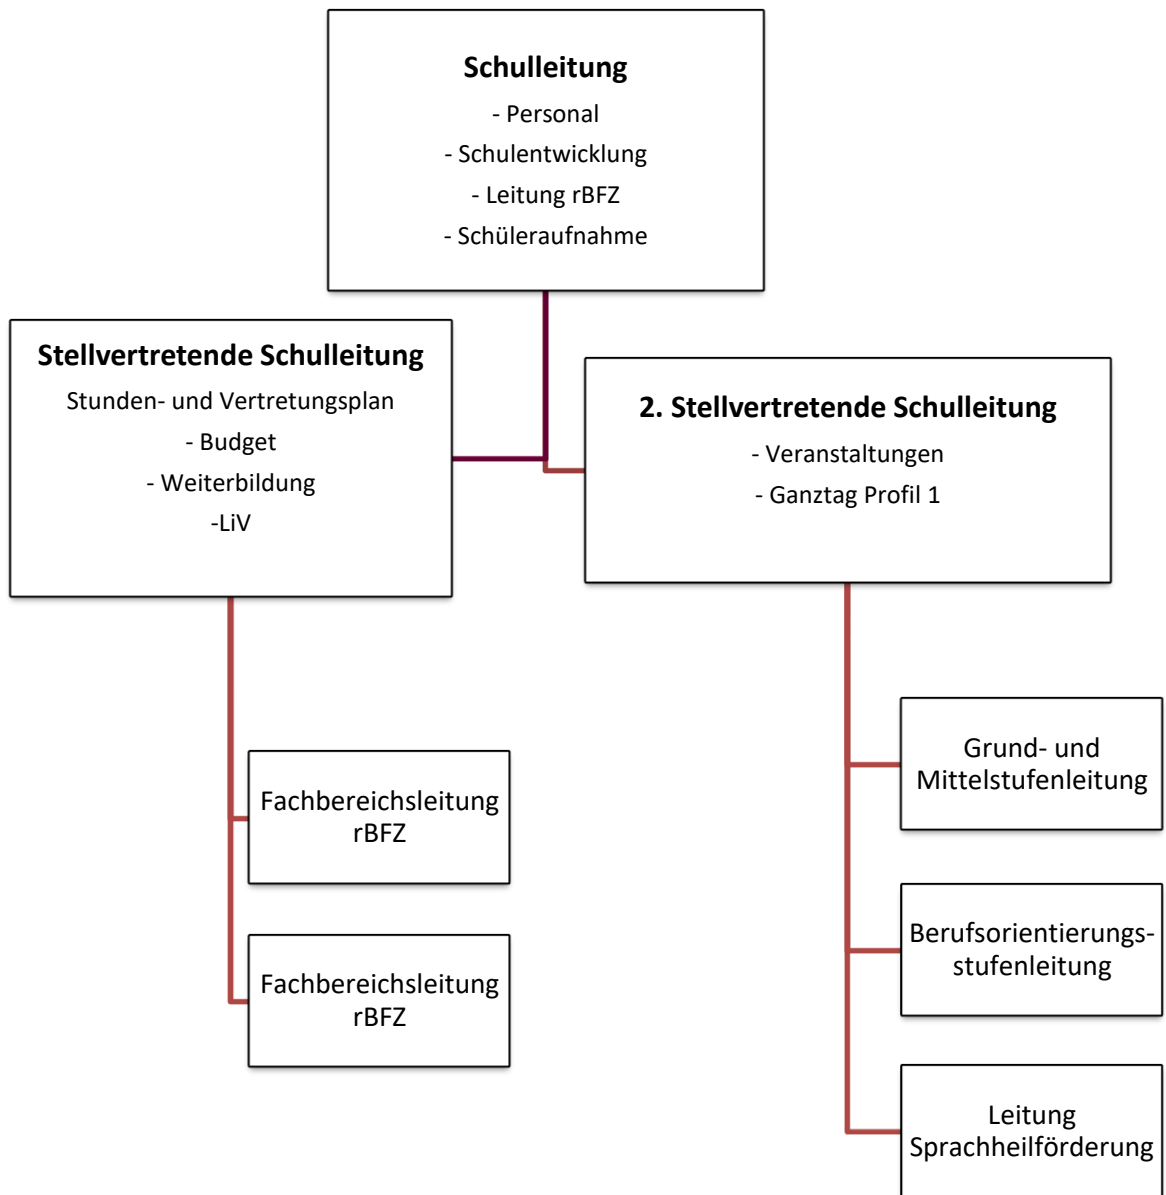 Schulleitung
- Personal
- Schulentwicklung
- Leitung rBFZ
- Schüleraufnahme
Stellvertretende Schulleitung
Stunden- und Vertretungsplan
- Budget
- Weiterbildung
-LiV
2. Stellvertretende Schulleitung
- Veranstaltungen
- Ganztag Profil 1
Fachbereichsleitung
rBFZ
Fachbereichsleitung
rBFZ
Grund- und
Mittelstufenleitung
Berufsorientierungs-
stufenleitung
Leitung
Sprachheilförderung